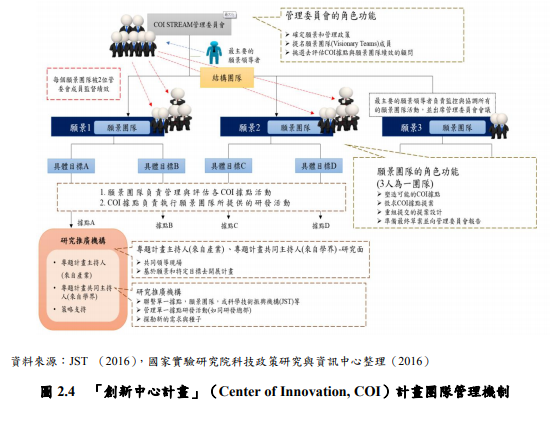 COI STREAM管理委員會
管理委員會的角色功能
➢ 確定願景和管理政策
➢ 提名願景團隊(Visionary Teams)成員
➢ 挑選去評估COI據點與願景團隊績效的顧問
最主要的
願景領導者
結構團隊
每個願景團隊被2位管
委會成員監督績效
最主要的願景領導者負責監控與協調所有
的願景團隊活動，並出席管理委員會會議
願景1
願景團隊
願景2
願景團隊
願景3
願景團隊
具體目標A
具體目標B
具體目標C
具體目標D
願景團隊的角色功能
(3人為一團隊)
➢ 塑造可能的COI據點
➢ 徵求COI據點提案
➢ 重組提交的提案設計
➢ 準備最終草案並向管理委員會報告
1.願景團隊負責管理與評估各COI據點活動
2.COI據點負責執行願景團隊所提供的研發活動
據點A
據點B
據點C
據點D
研究推廣機構
• 專題計畫主持人
(來自產業)
• 專題計畫共同主持
人(來自學界)
• 策略支持
專題計畫主持人(來自產業)、專題計畫共同主持人(來自學界)-研究面
➢ 共同領導現場
➢ 基於願景和特定目標去開展計畫
研究推廣機構
➢ 聯繫單一據點，願景團隊，或科學技術振興機構(JST)等
➢ 管理單一據點研發活動(如同研發總部)
➢ 探勘新的需求與種子
資料來源：JST （2016），國家實驗研究院科技政策研究與資訊中心整理（2016）
圖 2.4 「創新中心計畫」（Center of Innovation, COI）計畫團隊管理機制